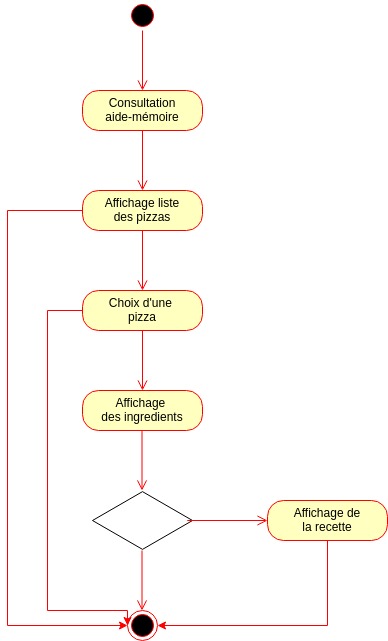 Consultation
aide-mémoire
Affichage liste
des pizzas
Choix d'une
pizza
Affichage
des ingredients
Affichage de
la recette